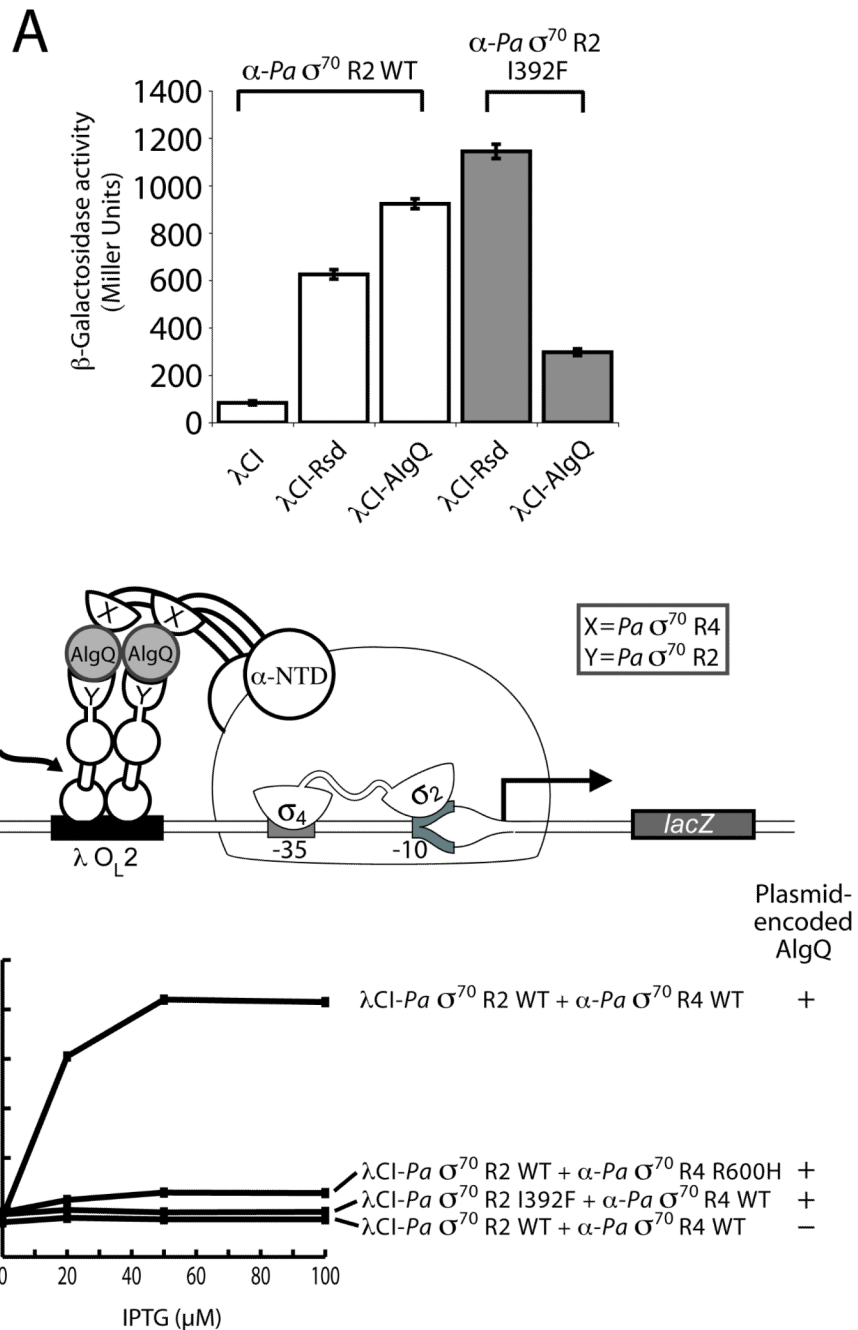 A
α-Pa σ⁷⁰ R2 WT
α-Pa σ⁷⁰ R2
I392F
β-Galactosidase activity
(Miller Units)
1400
1200
1000
800
600
400
200
0
λCI
λCI-Rsd
λCI-AlgQ
λCI-Rsd
λCI-AlgQ
X
X
AlgQ
AlgQ
Y
Y
α-NTD
X=Pa σ⁷⁰ R4
Y=Pa σ⁷⁰ R2
σ₄
σ₂
-35
-10
lacZ
λ O_L2
Plasmid-
encoded
AlgQ
λCI-Pa σ⁷⁰ R2 WT + α-Pa σ⁷⁰ R4 WT +
λCI-Pa σ⁷⁰ R2 WT + α-Pa σ⁷⁰ R4 R600H +
λCI-Pa σ⁷⁰ R2 I392F + α-Pa σ⁷⁰ R4 WT +
λCI-Pa σ⁷⁰ R2 WT + α-Pa σ⁷⁰ R4 WT −
0 20 40 60 80 100
IPTG (µM)